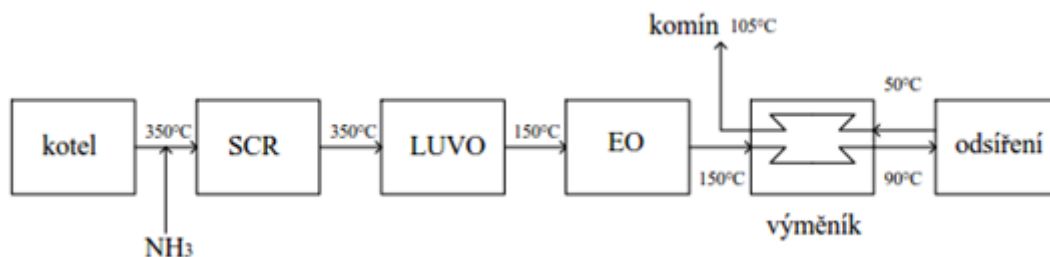 komín 105°C
50°C
kotel
350°C
SCR
350°C
LUVO
150°C
EO
odsíření
150°C
90°C
výměník
NH₃